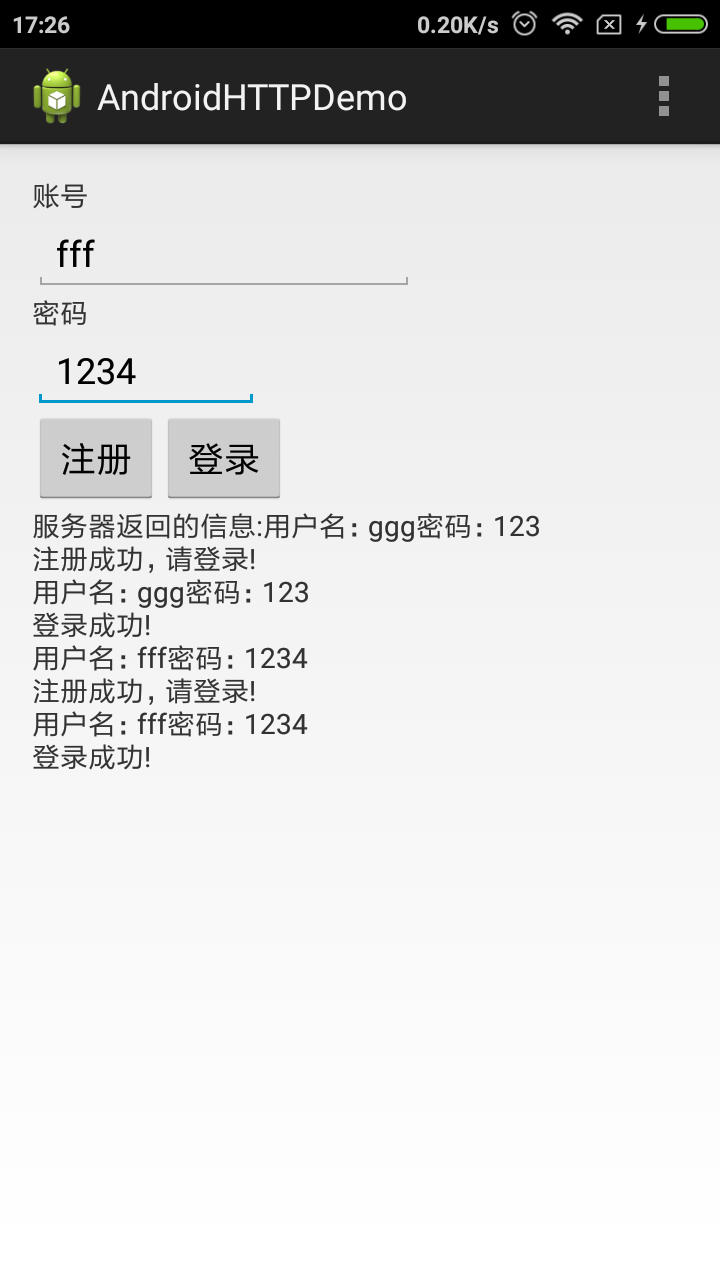 17:26 0.20K/s
AndroidHTTPDemo
账号
fff
密码
1234
注册 登录
服务器返回的信息:用户名：ggg密码：123
注册成功，请登录!
用户名：ggg密码：123
登录成功!
用户名：fff密码：1234
注册成功，请登录!
用户名：fff密码：1234
登录成功!